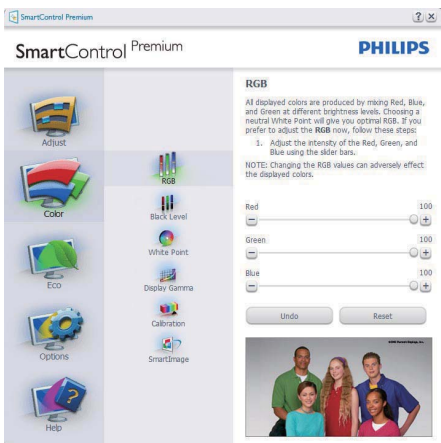 SmartControl Premium
SmartControl Premium
PHILIPS
Adjust
Color
Eco
Options
Help
RGB
Black Level
White Point
Display Gamma
Calibration
SmartImage
RGB
All displayed colors are produced by mixing Red, Blue,
and Green at different brightness levels. Choosing a
neutral White Point will give you optimal RGB. If you
prefer to adjust the RGB now, follow these steps:
1. Adjust the intensity of the Red, Green, and
Blue using the slider bars.
NOTE: Changing the RGB values can adversely effect
the displayed colors.
Red 100
Green 100
Blue 100
Undo Reset